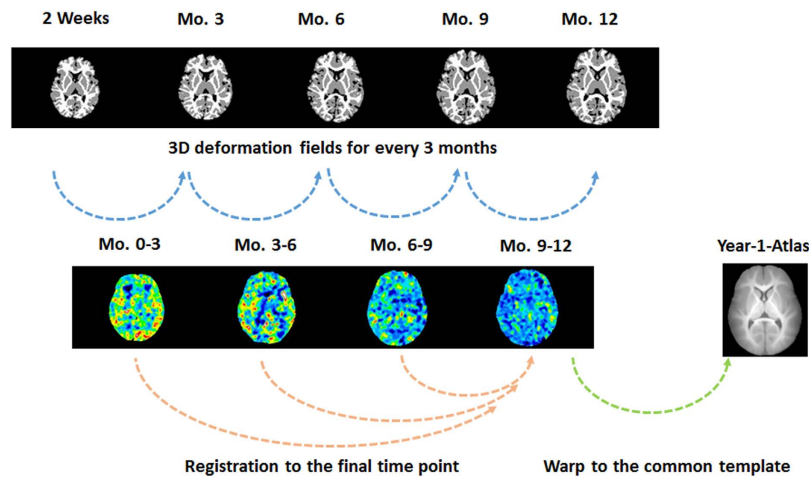 2 Weeks Mo. 3 Mo. 6 Mo. 9 Mo. 12
3D deformation fields for every 3 months
Mo. 0-3 Mo. 3-6 Mo. 6-9 Mo. 9-12 Year-1-Atlas
Registration to the final time point Warp to the common template